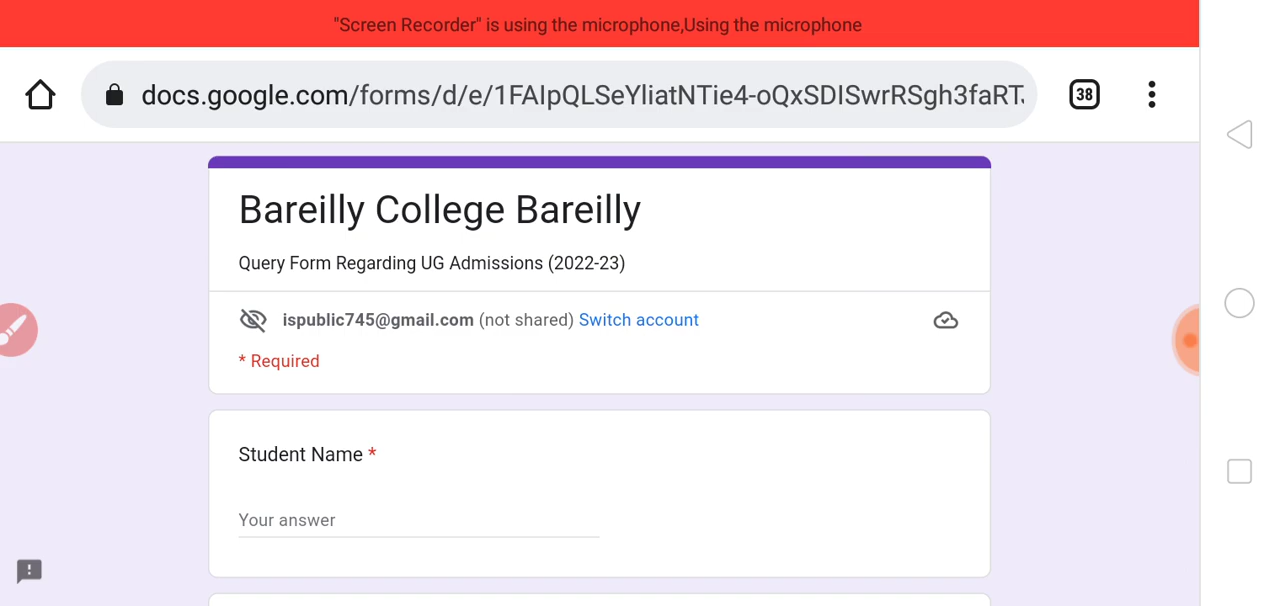 "Screen Recorder" is using the microphone,Using the microphone
docs.google.com/forms/d/e/1FAIpQLSeYliatNTie4-oQxSDISwrRSgh3faRT
38
Bareilly College Bareilly
Query Form Regarding UG Admissions (2022-23)
ispublic745@gmail.com (not shared) Switch account
* Required
Student Name *
Your answer